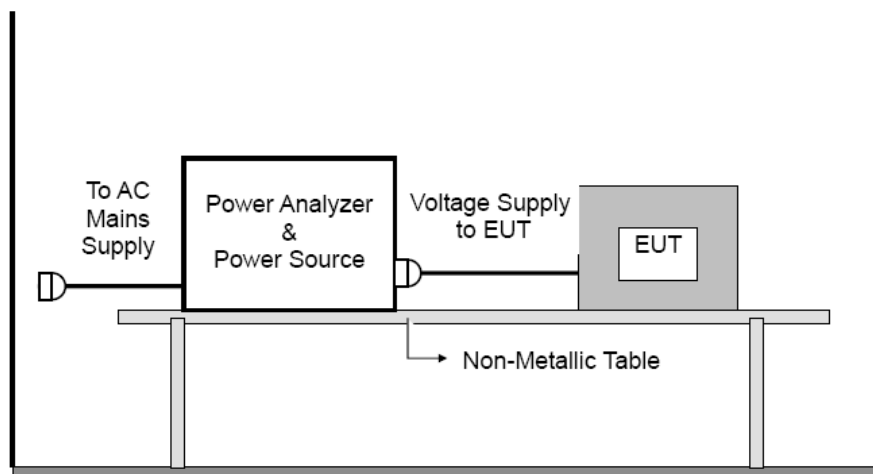 To AC
Mains
Supply
Power Analyzer
&
Power Source
Voltage Supply
to EUT
EUT
Non-Metallic Table